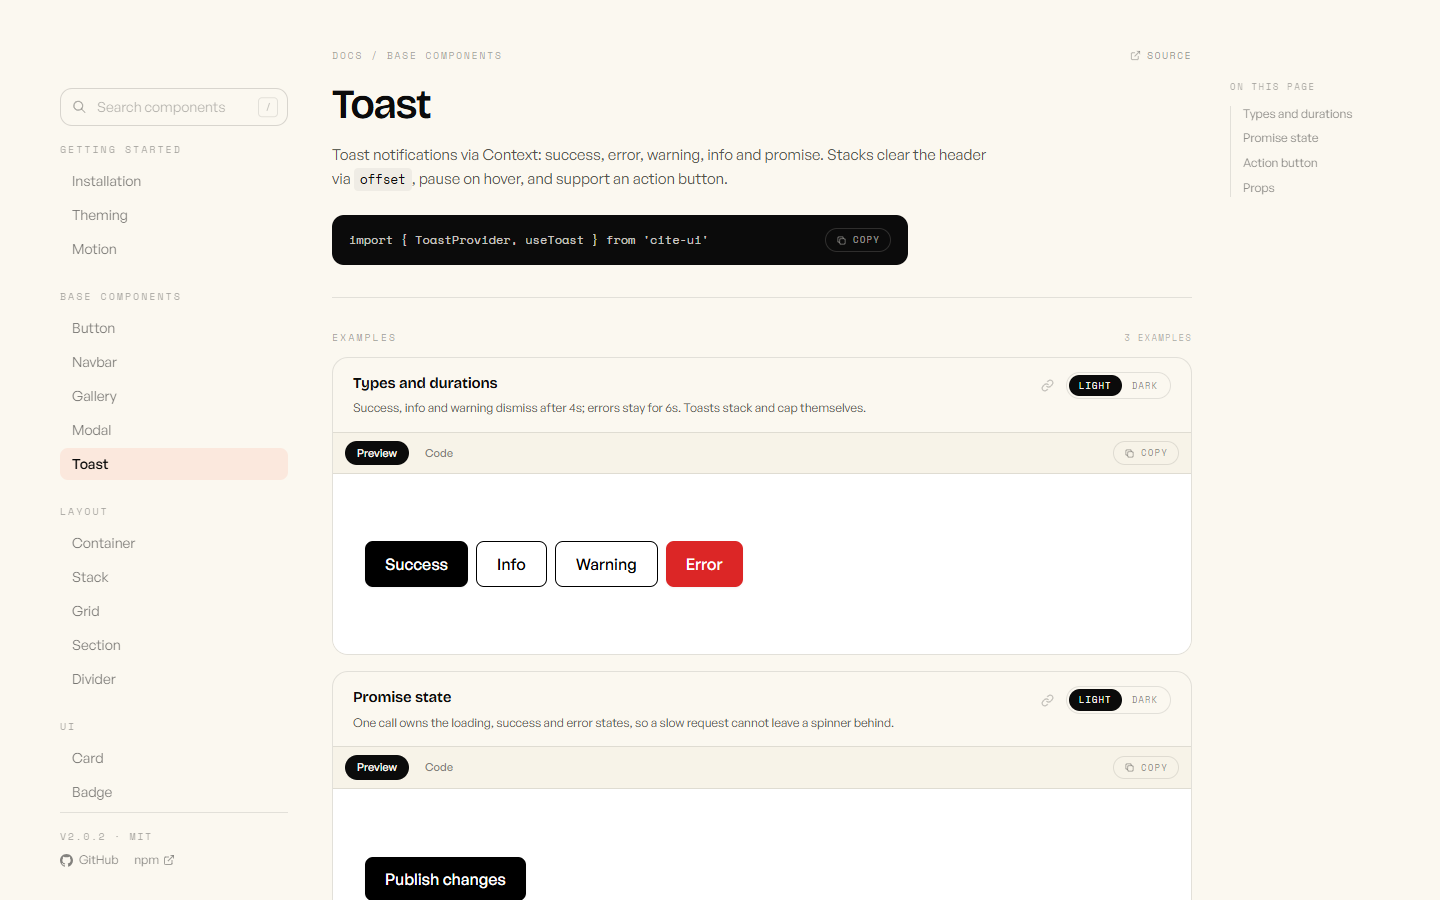 Search components
/
GETTING STARTED
Installation
Theming
Motion
BASE COMPONENTS
Button
Navbar
Gallery
Modal
Toast
LAYOUT
Container
Stack
Grid
Section
Divider
UI
Card
Badge
V2.0.2 · MIT
GitHub npm
DOCS / BASE COMPONENTS
SOURCE
Toast
Toast notifications via Context: success, error, warning, info and promise. Stacks clear the header
via offset, pause on hover, and support an action button.
import { ToastProvider, useToast } from 'cite-ui'
COPY
EXAMPLES
3 EXAMPLES
Types and durations
LIGHT DARK
Success, info and warning dismiss after 4s; errors stay for 6s. Toasts stack and cap themselves.
Preview Code
COPY
Success Info Warning Error
Promise state
LIGHT DARK
One call owns the loading, success and error states, so a slow request cannot leave a spinner behind.
Preview Code
COPY
Publish changes
ON THIS PAGE
Types and durations
Promise state
Action button
Props